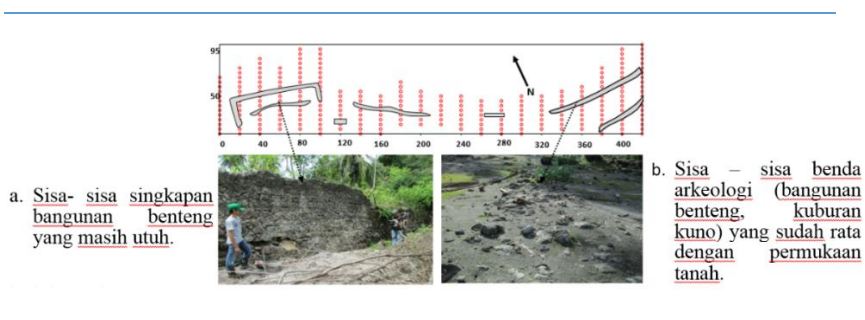 95
50
N
0 40 80 120 160 200 240 280 320 360 400
a. Sisa- sisa singkapan
bangunan benteng
yang masih utuh.
b. Sisa – sisa benda
arkeologi (bangunan
benteng, kuburan
kuno) yang sudah rata
dengan permukaan
tanah.